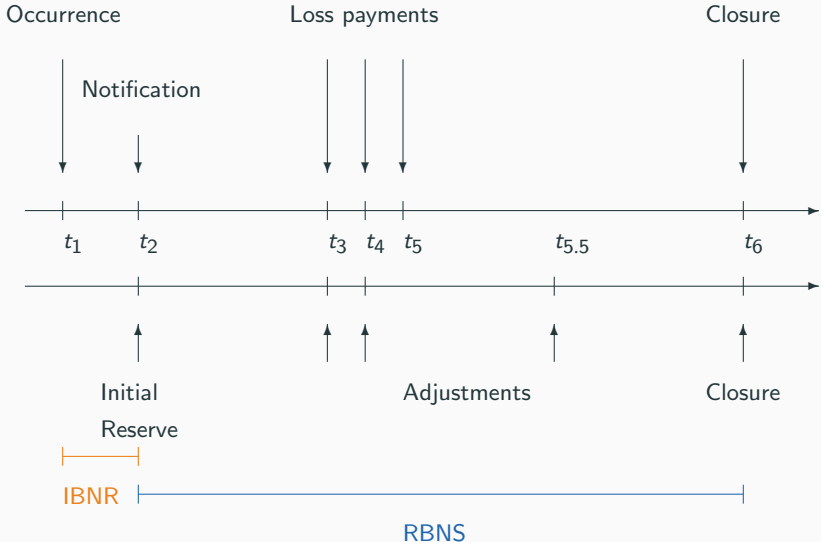 Occurrence Loss payments Closure
Notification
t1 t2 t3 t4 t5 t5.5 t6
Initial Adjustments Closure
Reserve
IBNR
RBNS